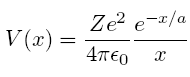 V(x) = \frac{Ze^2}{4\pi\epsilon_0} \frac{e^{-x/a}}{x}